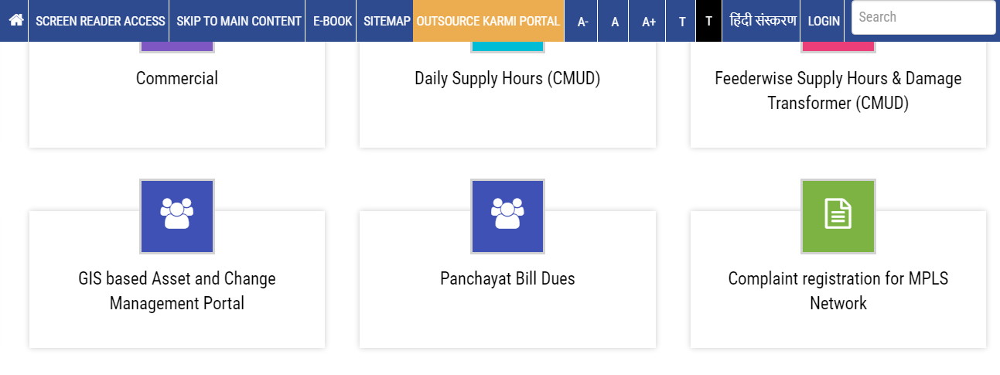 SCREEN READER ACCESS SKIP TO MAIN CONTENT E-BOOK SITEMAP OUTSOURCE KARMI PORTAL A- A A+ T T हिंदी संस्करण LOGIN Search
Commercial
Daily Supply Hours (CMUD)
Feederwise Supply Hours & Damage
Transformer (CMUD)
GIS based Asset and Change
Management Portal
Panchayat Bill Dues
Complaint registration for MPLS
Network